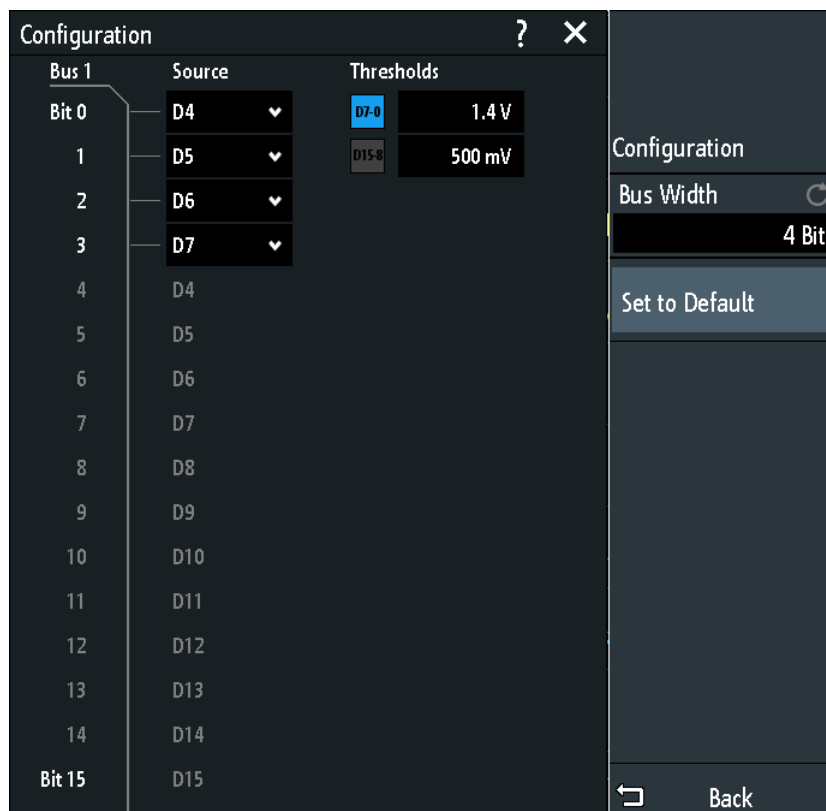 Configuration ?
Bus 1 Source Thresholds
Bit 0 D4 D7-0 1.4 V
1 D5 D15-8 500 mV
2 D6
3 D7
4 D4
5 D5
6 D6
7 D7
8 D8
9 D9
10 D10
11 D11
12 D12
13 D13
14 D14
Bit 15 D15
Configuration
Bus Width
4 Bit
Set to Default
Back